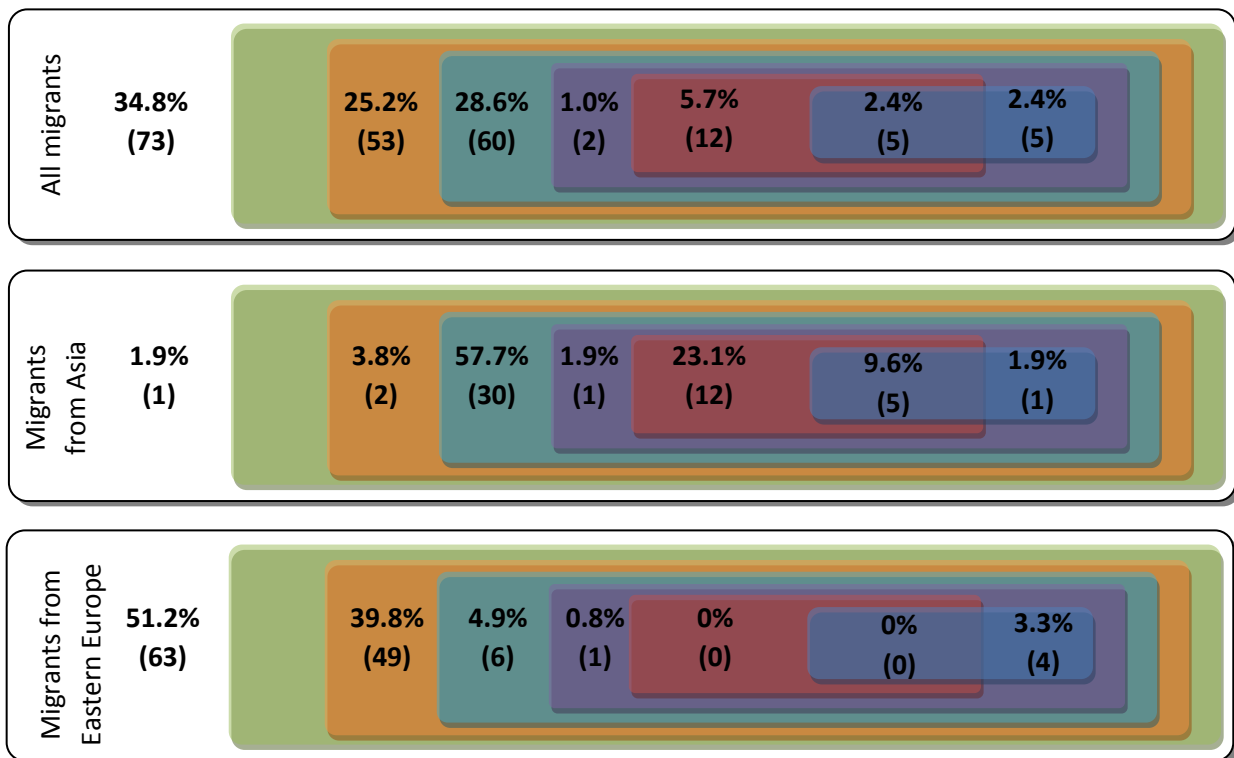 All migrants
34.8% 25.2% 28.6% 1.0% 5.7% 2.4% 2.4%
(73) (53) (60) (2) (12) (5) (5)
Migrants
from Asia
1.9% 3.8% 57.7% 1.9% 23.1% 9.6% 1.9%
(1) (2) (30) (1) (12) (5) (1)
Migrants from
Eastern Europe
51.2% 39.8% 4.9% 0.8% 0% 0% 3.3%
(63) (49) (6) (1) (0) (0) (4)